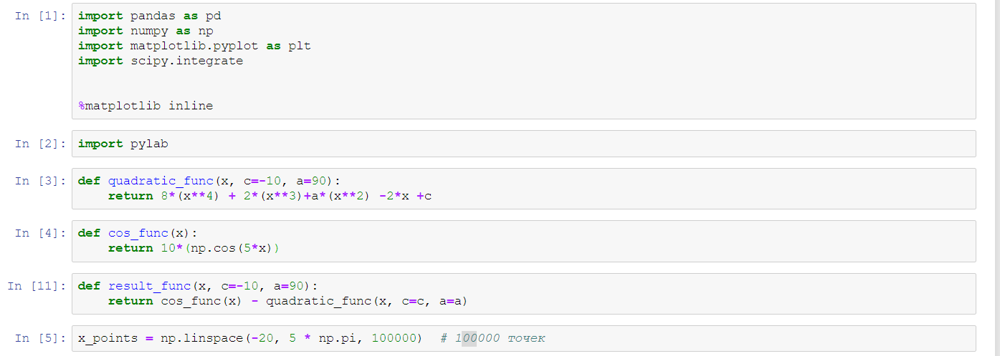 In [1]: import pandas as pd
import numpy as np
import matplotlib.pyplot as plt
import scipy.integrate
%matplotlib inline
In [2]: import pylab
In [3]: def quadratic_func(x, c=-10, a=90):
return 8*(x**4) + 2*(x**3)+a*(x**2) -2*x +c
In [4]: def cos_func(x):
return 10*(np.cos(5*x))
In [11]: def result_func(x, c=-10, a=90):
return cos_func(x) - quadratic_func(x, c=c, a=a)
In [5]: x_points = np.linspace(-20, 5 * np.pi, 100000)  # 100000 точек